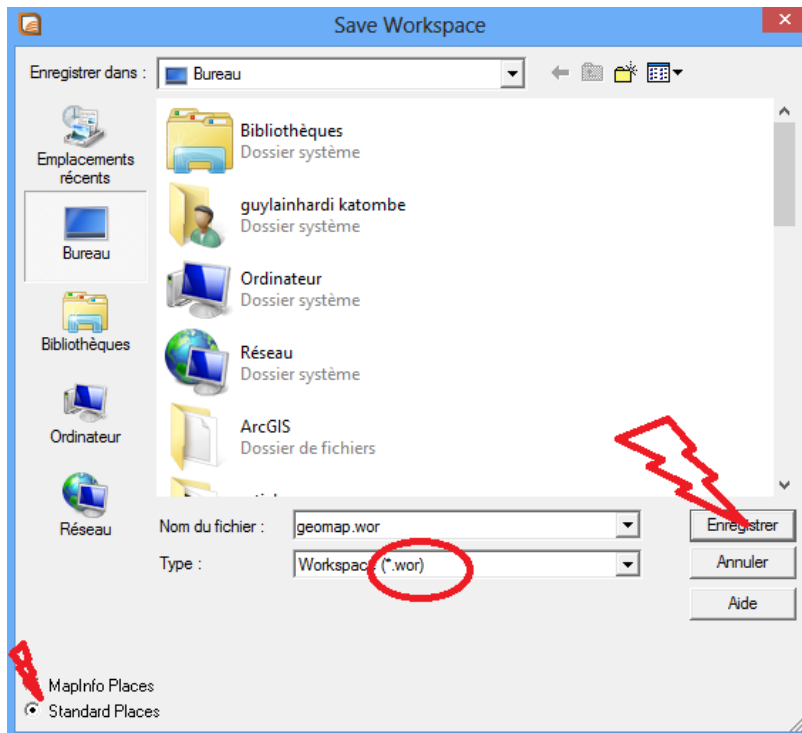 Save Workspace
Enregistrer dans :
Bureau
Emplacements
récents
Bureau
Bibliothèques
Ordinateur
Réseau
Bibliothèques
Dossier système
guylainhardi katombe
Dossier système
Ordinateur
Dossier système
Réseau
Dossier système
ArcGIS
Dossier de fichiers
Nom du fichier :
geomap.wor
Enregistrer
Type :
Workspace (*.wor)
Annuler
Aide
MapInfo Places
Standard Places